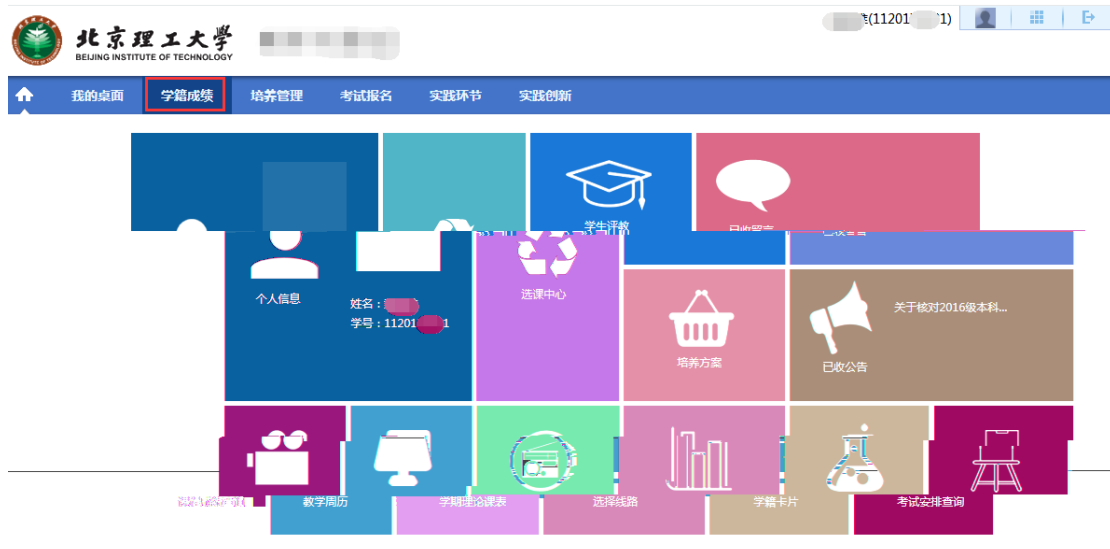 (11201 1)
北京理工大学
BEIJING INSTITUTE OF TECHNOLOGY
我的桌面 学籍成绩 培养管理 考试报名 实践环节 实践创新
学生评教
已收留言
个人信息
姓名：
学号：11201 1
选课中心
培养方案
关于核对2016级本科...
已收公告
教学周历 学期理论课表 选择线路 学籍卡片 考试安排查询